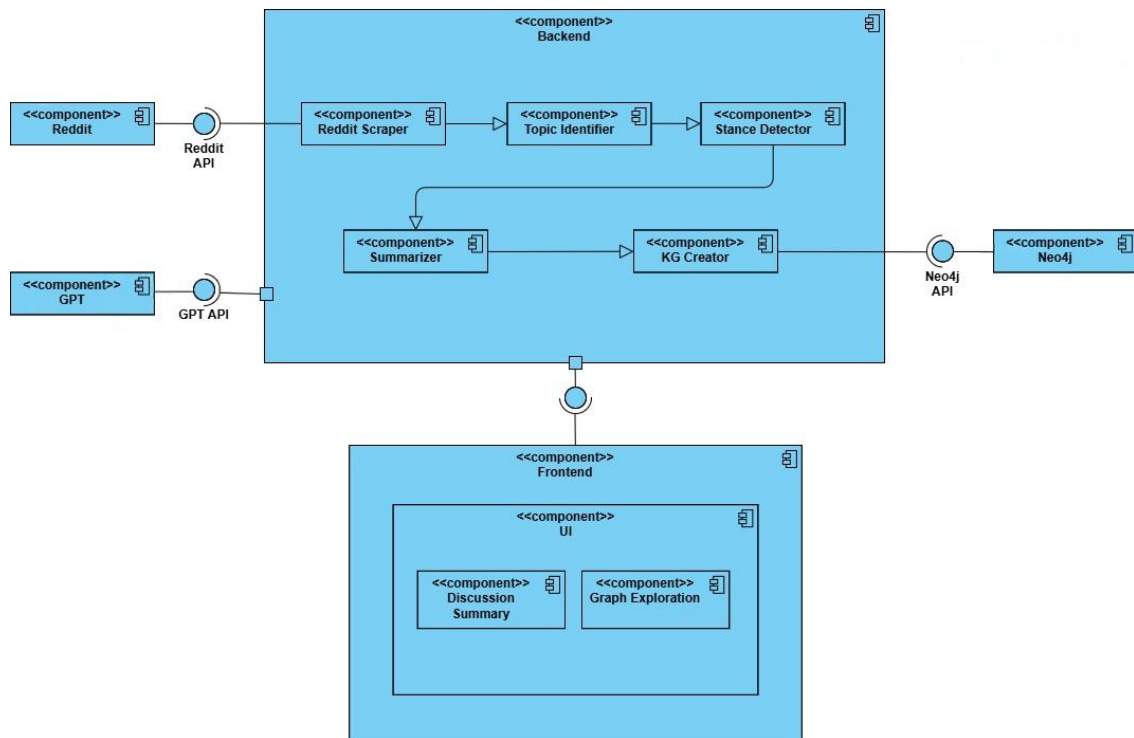 <<component>>
Backend
<<component>>
Reddit
Reddit
API
<<component>>
Reddit Scraper
<<component>>
Topic Identifier
<<component>>
Stance Detector
<<component>>
Summarizer
<<component>>
KG Creator
Neo4j
API
<<component>>
Neo4j
<<component>>
GPT
GPT API
<<component>>
Frontend
<<component>>
UI
<<component>>
Discussion
Summary
<<component>>
Graph Exploration